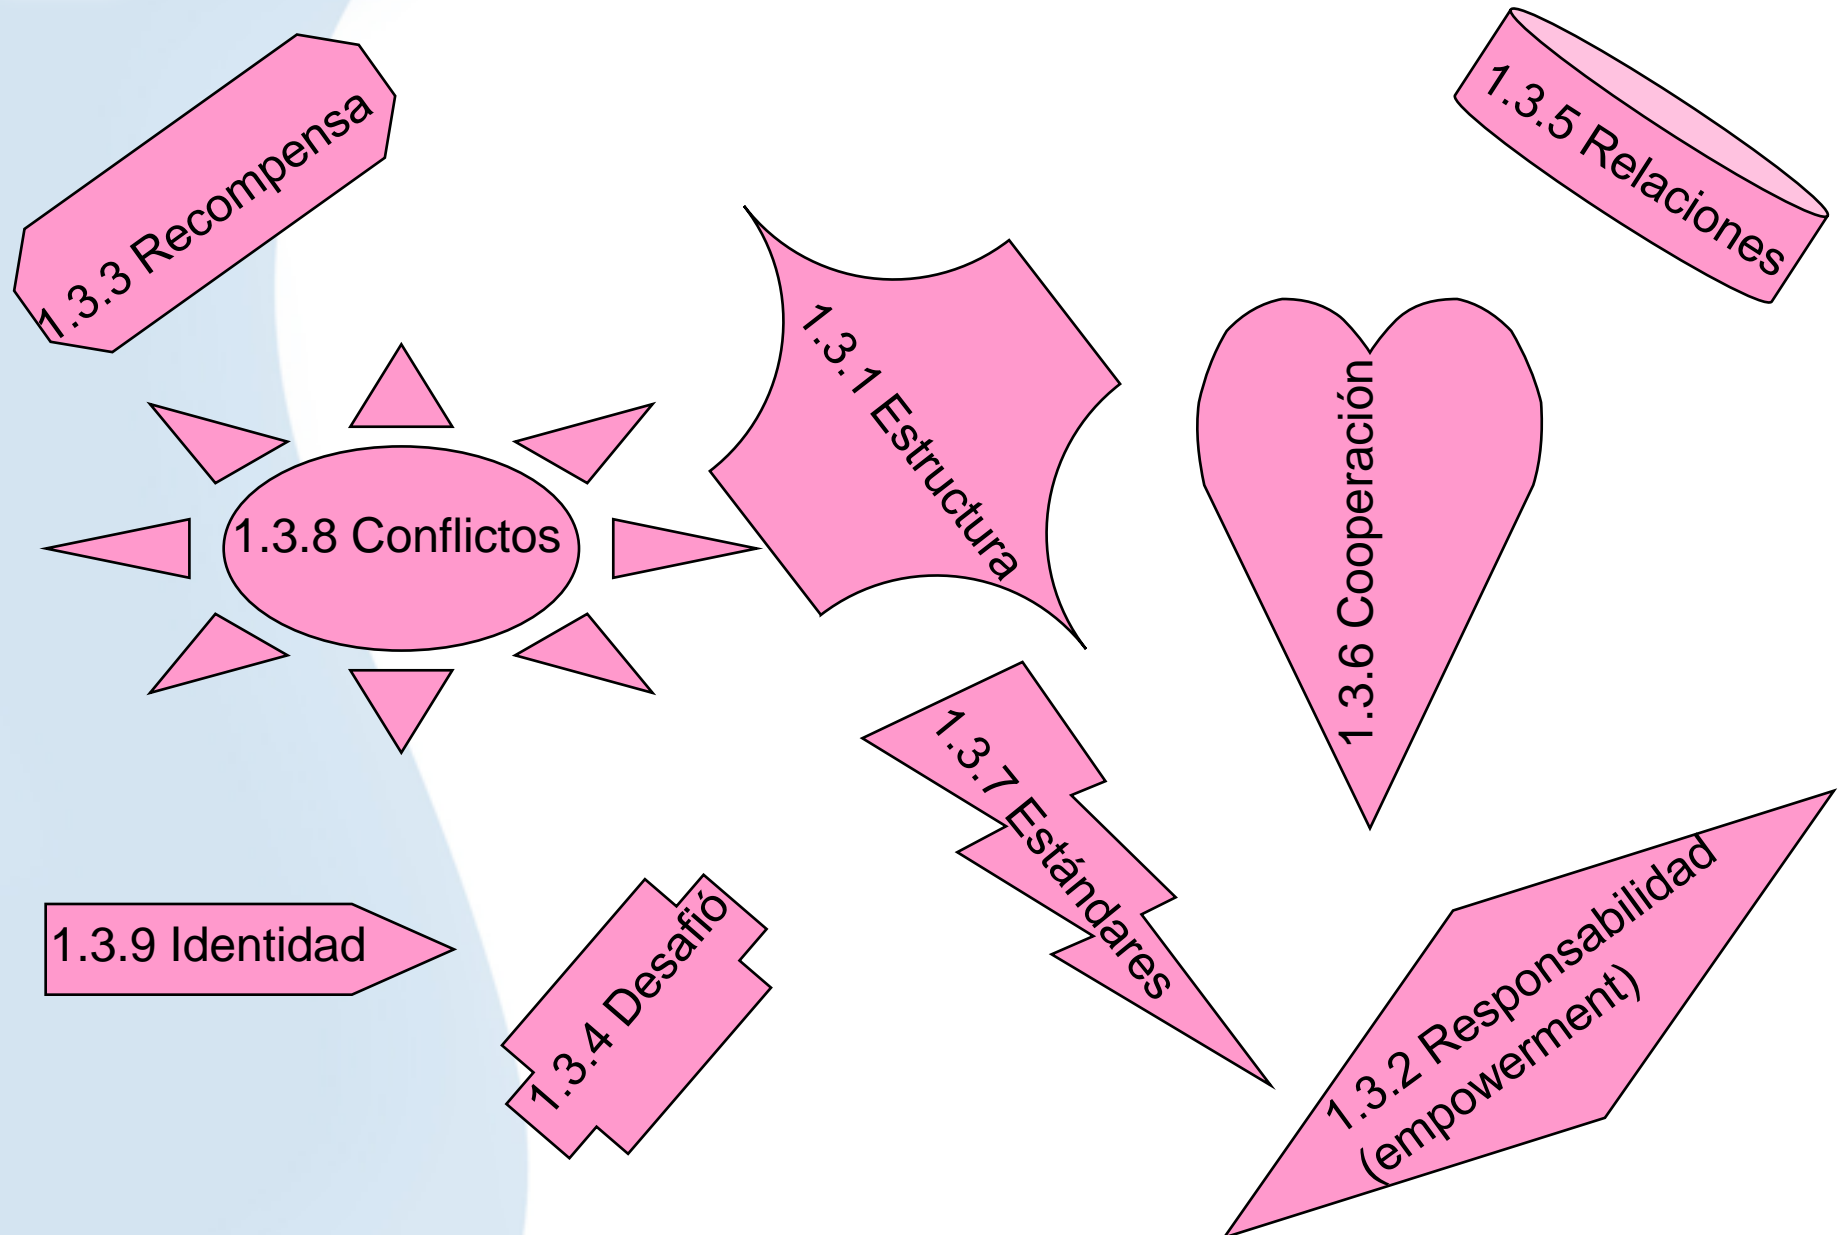 1.3.3 Recompensa
1.3.5 Relaciones
1.3.1 Estructura
1.3.6 Cooperación
1.3.8 Conflictos
1.3.7 Estándares
1.3.9 Identidad
1.3.4 Desafió
1.3.2 Responsabilidad
(empowerment)